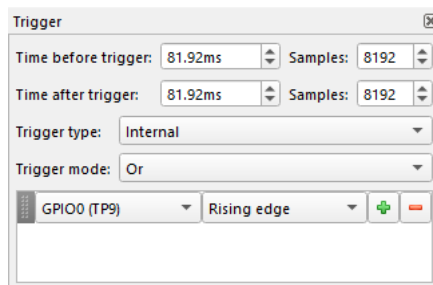 Trigger
Time before trigger: 81.92ms Samples: 8192
Time after trigger: 81.92ms Samples: 8192
Trigger type: Internal
Trigger mode: Or
GPIO0 (TP9) Rising edge